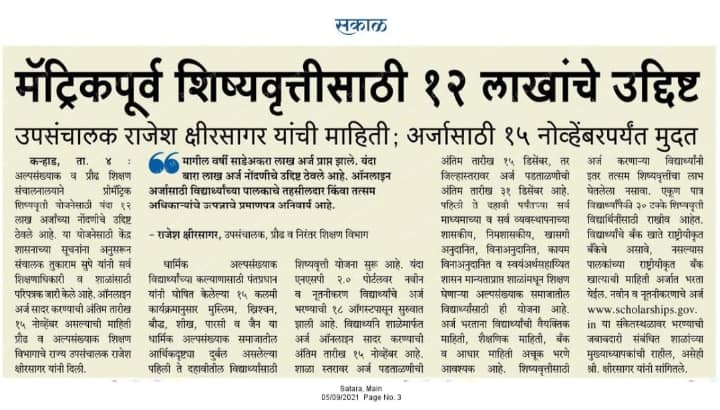 सकाळ
मॅट्रिकपूर्व शिष्यवृत्तीसाठी १२ लाखांचे उद्दिष्ट
उपसंचालक राजेश क्षीरसागर यांची माहिती ; अर्जासाठी १५ नोव्हेंबरपर्यंत मुदत
कऱ्हाड, ता. ४ :
अल्पसंख्याक व प्रौढ शिक्षण
संचालनालयाने प्रीमॅट्रिक
शिष्यवृत्ती योजनेसाठी यंदा १२
लाख अर्जाच्या नोंदणीचे उद्दिष्ट
ठेवले आहे. या योजनेसाठी केंद्र
शासनाच्या सूचनांना अनुसरून
संचालक तुकाराम सुपे यांनी सर्व
शिक्षणाधिकारी व शाळांसाठी
परिपत्रक जारी केले आहे. ऑनलाइन
अर्ज सादर करण्याची अंतिम तारीख
१५ नोव्हेंबर असल्याची माहिती
प्रौढ व अल्पसंख्याक शिक्षण
विभागाचे राज्य उपसंचालक राजेश
क्षीरसागर यांनी दिली.
मागील वर्षी साडेअकरा लाख अर्ज प्राप्त झाले. यंदा
बारा लाख अर्ज नोंदणीचे उद्दिष्ट ठेवले आहे. ऑनलाइन
अर्जासाठी विद्यार्थ्यांच्या पालकाचे तहसीलदार किंवा तत्सम
अधिकाऱ्यांचे उत्पन्नाचे प्रमाणपत्र अनिवार्य आहे.
– राजेश क्षीरसागर, उपसंचालक, प्रौढ व निरंतर शिक्षण विभाग
धार्मिक अल्पसंख्याक
विद्यार्थ्यांच्या कल्याणासाठी पंतप्रधान
यांनी घोषित केलेल्या १५ कलमी
कार्यक्रमानुसार मुस्लिम, ख्रिश्चन,
बौद्ध, शीख, पारसी व जैन या
धार्मिक अल्पसंख्याक समाजातील
आर्थिकदृष्ट्या दुर्बल असलेल्या
पहिली ते दहावीतील विद्यार्थ्यांसाठी
शिष्यवृत्ती योजना सुरू आहे. यंदा
एनएसपी २.० पोर्टलवर नवीन
व नूतनीकरण विद्यार्थ्यांचे अर्ज
भरण्याची १८ ऑगस्टपासून सुरुवात
झाली आहे. विद्यार्थ्यांने शाळेमार्फत
अर्ज ऑनलाइन सादर करण्याची
अंतिम तारीख १५ नोव्हेंबर आहे.
शाळा स्तरावर अर्ज पडताळणीची
अंतिम तारीख १५ डिसेंबर, तर
जिल्हास्तरावर अर्ज पडताळणीची
अंतिम तारीख ३१ डिसेंबर आहे.
पहिली ते दहावी पर्यंतच्या सर्व
माध्यमाच्या व सर्व व्यवस्थापनाच्या
शासकीय, निमशासकीय, खासगी
अनुदानित, विनाअनुदानित, कायम
विनाअनुदानित व स्वयंअर्थसहाय्यित
शासन मान्यताप्राप्त शाळांमधून शिक्षण
घेणाऱ्या अल्पसंख्याक समाजातील
विद्यार्थ्यांसाठी ही योजना आहे.
अर्ज भरताना विद्यार्थ्यांची वैयक्तिक
माहिती, शैक्षणिक माहिती, बँक
व आधार माहिती अचूक भरणे
आवश्यक आहे. शिष्यवृत्तीसाठी
अर्ज करणाऱ्या विद्यार्थ्यांनी
इतर तत्सम शिष्यवृत्तीचा लाभ
घेतलेला नसावा. एकूण पात्र
विद्यार्थ्यांपैकी ३० टक्के शिष्यवृत्ती
विद्यार्थिनींसाठी राखीव आहेत.
विद्यार्थ्यांचे बँक खाते राष्ट्रीयीकृत
बँकेचे असावे, नसल्यास
पालकांच्या राष्ट्रीयीकृत बँक
खात्याची माहिती अर्जात भरता
येईल. नवीन व नूतनीकरणाचे अर्ज
www.scholarships.gov.
in या संकेतस्थळावर भरण्याची
जबाबदारी संबंधित शाळांच्या
मुख्याध्यापकांची राहील, असेही
श्री. क्षीरसागर यांनी सांगितले.
Satara, Main
05/09/2021 Page No. 3